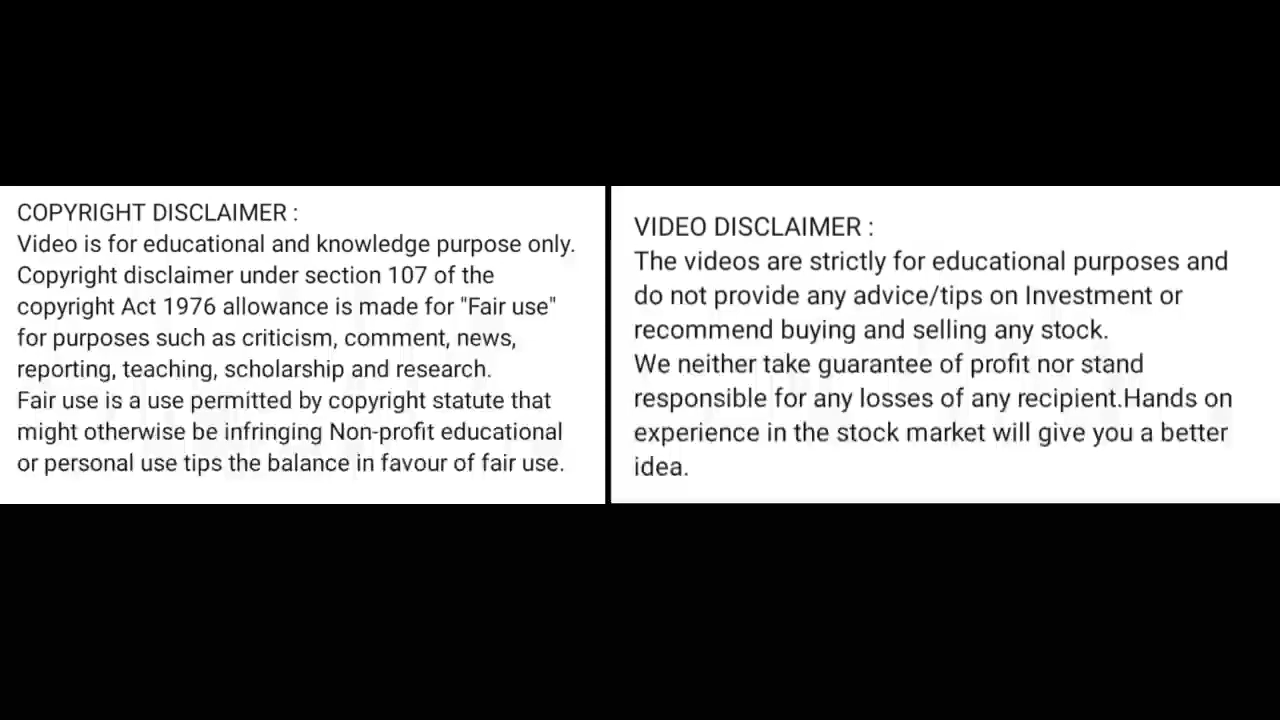 COPYRIGHT DISCLAIMER :
Video is for educational and knowledge purpose only.
Copyright disclaimer under section 107 of the
copyright Act 1976 allowance is made for "Fair use"
for purposes such as criticism, comment, news,
reporting, teaching, scholarship and research.
Fair use is a use permitted by copyright statute that
might otherwise be infringing Non-profit educational
or personal use tips the balance in favour of fair use.
VIDEO DISCLAIMER :
The videos are strictly for educational purposes and
do not provide any advice/tips on Investment or
recommend buying and selling any stock.
We neither take guarantee of profit nor stand
responsible for any losses of any recipient.Hands on
experience in the stock market will give you a better
idea.